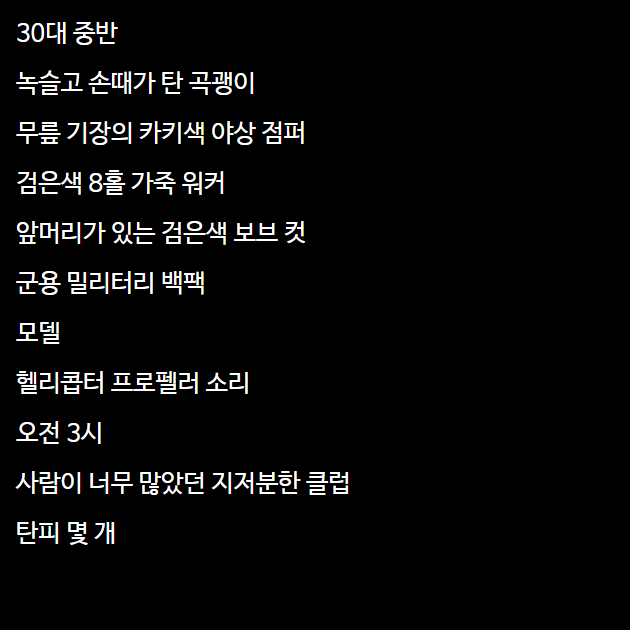 30대 중반
녹슬고 손때가 탄 곡괭이
무릎 기장의 카키색 야상 점퍼
검은색 8홀 가죽 워커
앞머리가 있는 검은색 보브 컷
군용 밀리터리 백팩
모델
헬리콥터 프로펠러 소리
오전 3시
사람이 너무 많았던 지저분한 클럽
탄피 몇 개